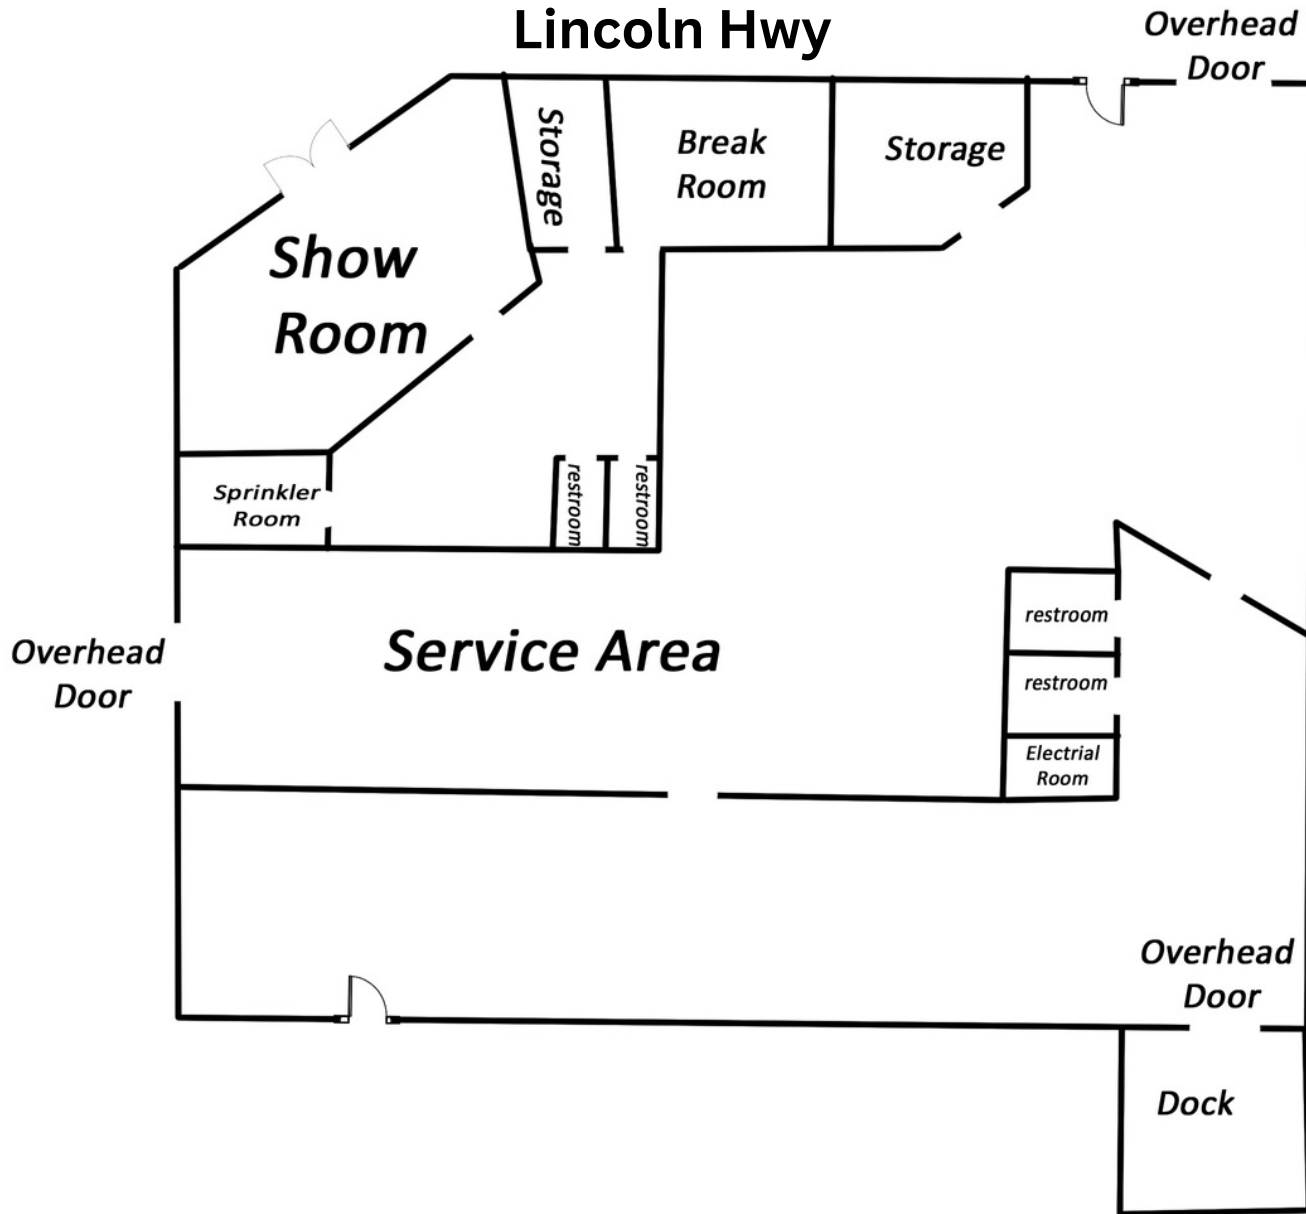 Lincoln Hwy
Overhead
Door
Storage
Break
Room
Storage
Show
Room
Sprinkler
Room
restroom
restroom
Overhead
Door
Service Area
restroom
restroom
Electrial
Room
Overhead
Door
Dock